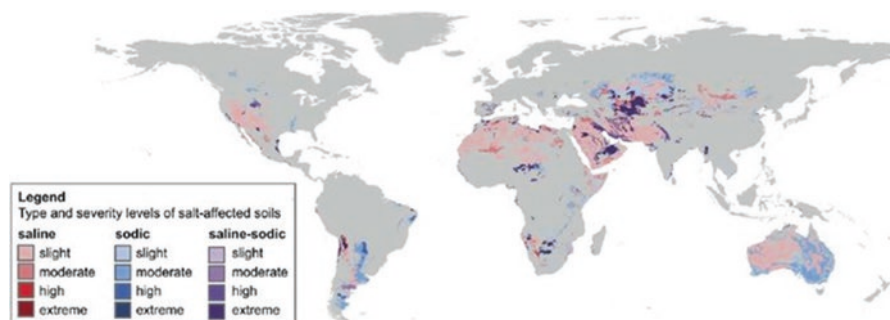 Legend
Type and severity levels of salt-affected soils
saline sodic saline-sodic
slight slight slight
moderate moderate moderate
high high high
extreme extreme extreme